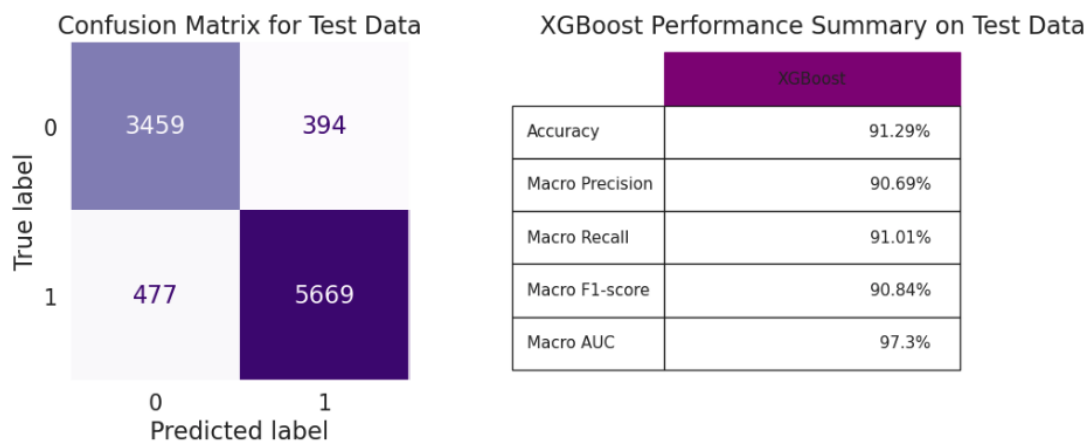 Confusion Matrix for Test Data
True label
0
3459
394
1
477
5669
0
1
Predicted label
XGBoost Performance Summary on Test Data
XGBoost
Accuracy
91.29%
Macro Precision
90.69%
Macro Recall
91.01%
Macro F1-score
90.84%
Macro AUC
97.3%